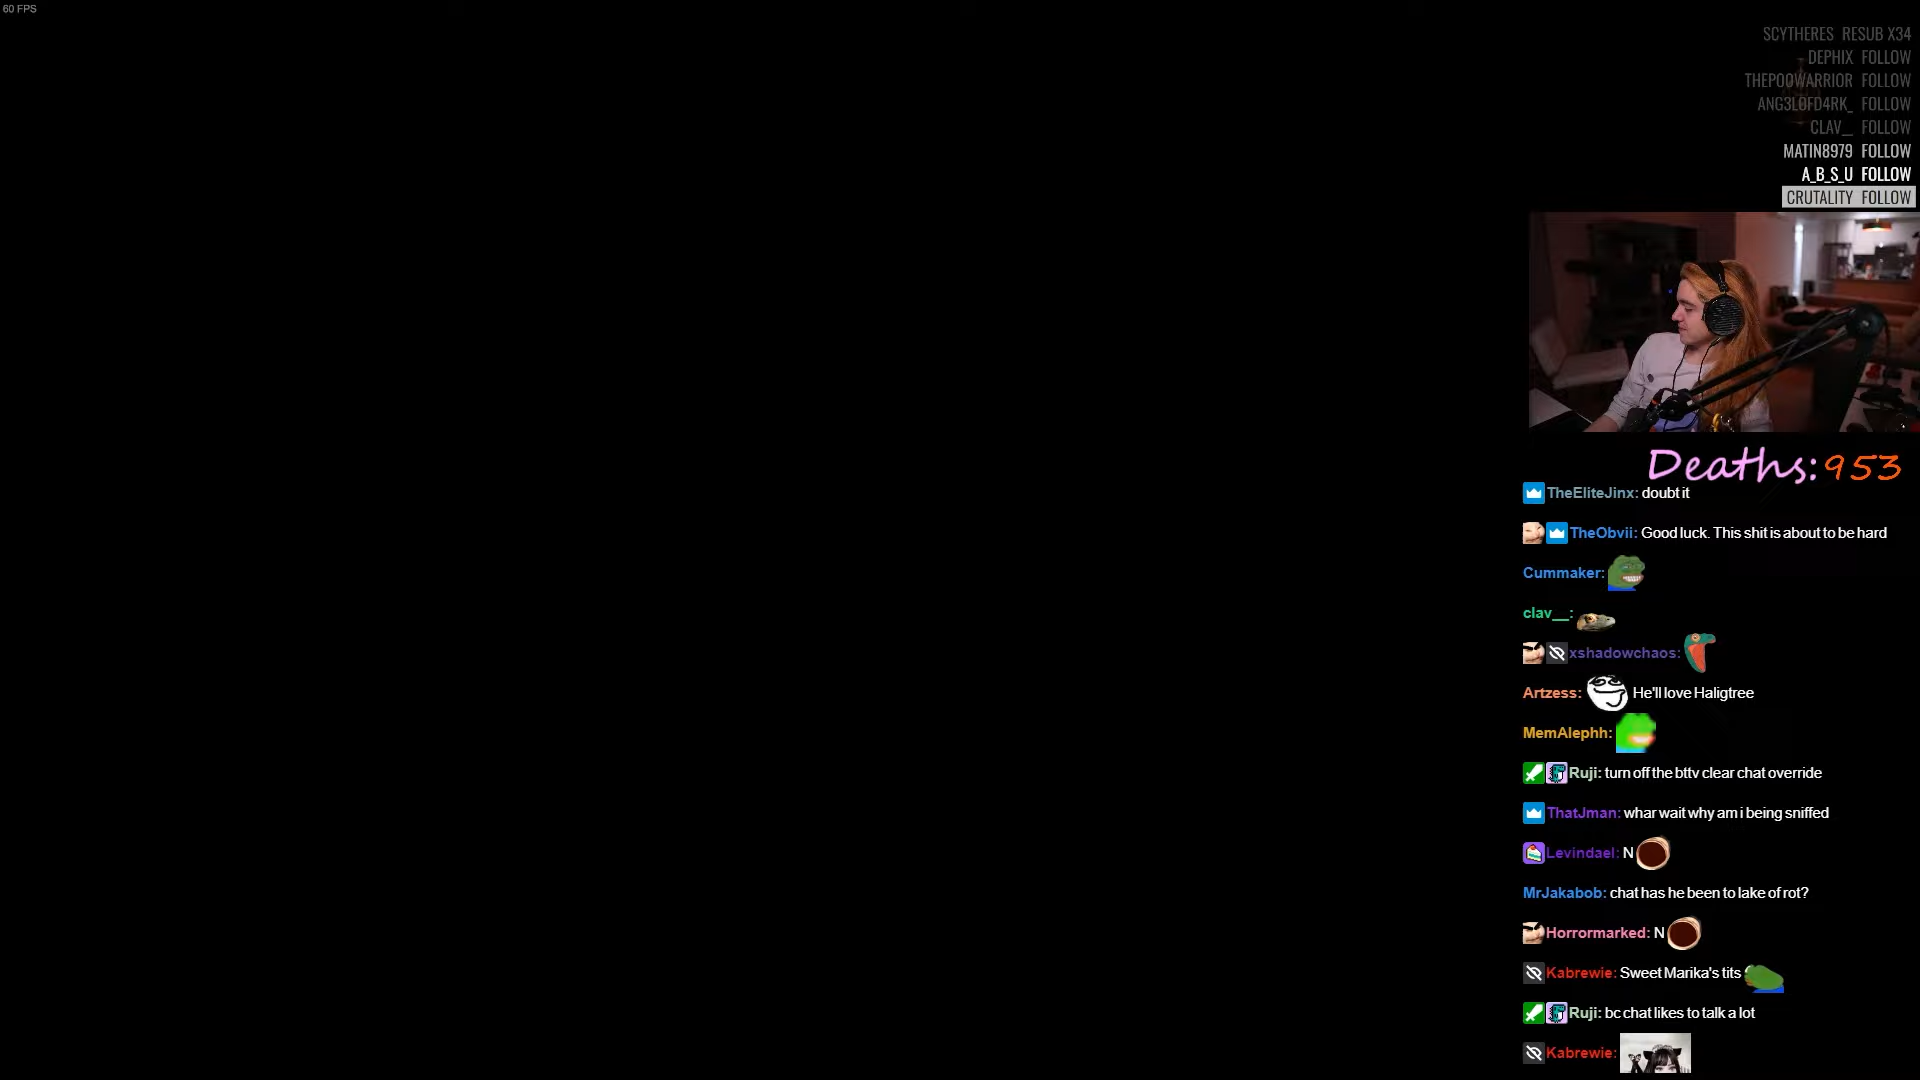 60 FPS
SCYTHERES RESUB X34
DEPHIX FOLLOW
THEPOOWARRIOR FOLLOW
ANG3L0FD4RK_ FOLLOW
CLAV__ FOLLOW
MATIN8979 FOLLOW
A_B_S_U FOLLOW
CRUTALITY FOLLOW
Deaths: 953
TheEliteJinx: doubt it
TheObvii: Good luck. This shit is about to be hard
Cummaker:
clav__:
xshadowchaos:
Artzess: He'll love Haligtree
MemAlephh:
Ruji: turn off the bttv clear chat override
ThatJman: whar wait why am i being sniffed
Levindael: N
MrJakabob: chat has he been to lake of rot?
Horrormarked: N
Kabrewie: Sweet Marika's tits
Ruji: bc chat likes to talk a lot
Kabrewie: